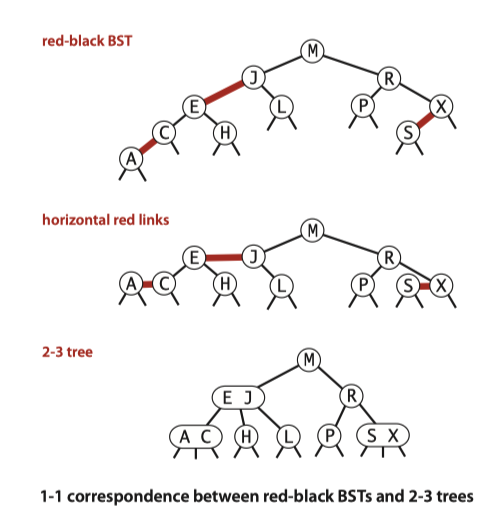 red-black BST
M
J R
E L P X
C H S
A
horizontal red links
M
E J R
A C H L P S X
2-3 tree
M
E J R
A C H L P S X
1-1 correspondence between red-black BSTs and 2-3 trees